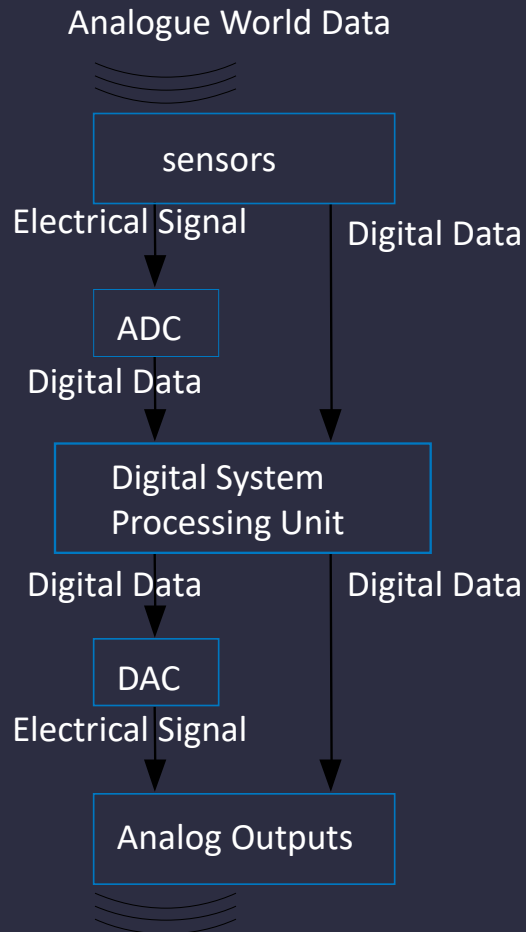 Analogue World Data
sensors
Electrical Signal
Digital Data
ADC
Digital Data
Digital System
Processing Unit
Digital Data
Digital Data
DAC
Electrical Signal
Analog Outputs